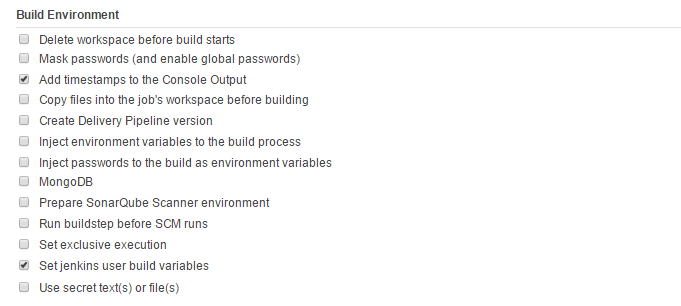 Build Environment
Delete workspace before build starts
Mask passwords (and enable global passwords)
Add timestamps to the Console Output
Copy files into the job's workspace before building
Create Delivery Pipeline version
Inject environment variables to the build process
Inject passwords to the build as environment variables
MongoDB
Prepare SonarQube Scanner environment
Run buildstep before SCM runs
Set exclusive execution
Set jenkins user build variables
Use secret text(s) or file(s)